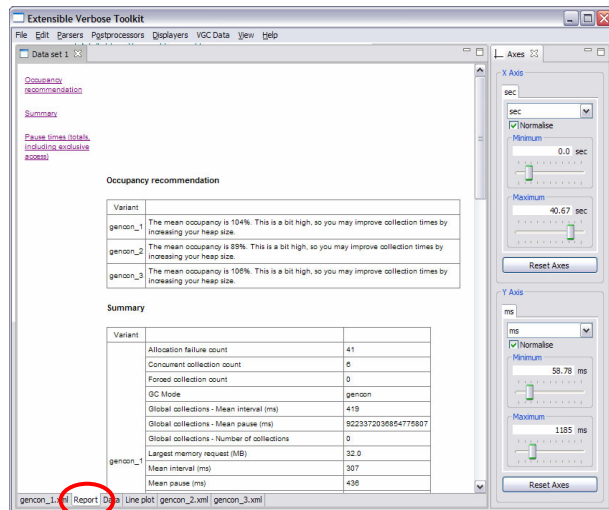 Extensible Verbose Toolkit
File Edit Parsers Postprocessors Displayers VGC Data View Help
Data set 1
Occupancy
recommendation
Summary
Pause times (totals,
including exclusive
access)
Occupancy recommendation
Variant
gencon_1 The mean occupancy is 104%. This is a bit high, so you may improve collection times by
increasing your heap size.
gencon_2 The mean occupancy is 89%. This is a bit high, so you may improve collection times by
increasing your heap size.
gencon_3 The mean occupancy is 106%. This is a bit high, so you may improve collection times by
increasing your heap size.
Summary
Variant
Allocation failure count 41
Concurrent collection count 6
Forced collection count 0
GC Mode gencon
Global collections - Mean interval (ms) 419
Global collections - Mean pause (ms) 9223372036854775807
Global collections - Number of collections 0
gencon_1
Largest memory request (MB) 32.0
Mean interval (ms) 307
Mean pause (ms) 436
gencon_1.xml Report Data Line plot gencon_2.xml gencon_3.xml
Axes
X Axis
sec
sec
Normalise
Minimum
0.0 sec
Maximum
40.67 sec
Reset Axes
Y Axis
ms
ms
Normalise
Minimum
58.78 ms
Maximum
1185 ms
Reset Axes